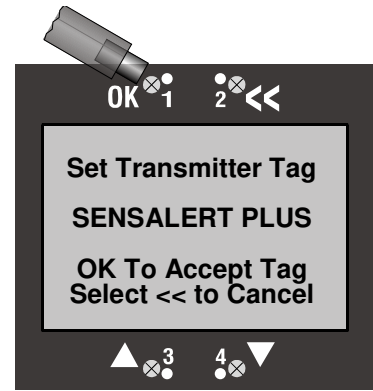 OK 1 2 <<
Set Transmitter Tag
SENSALERT PLUS
OK To Accept Tag
Select << to Cancel
3 4